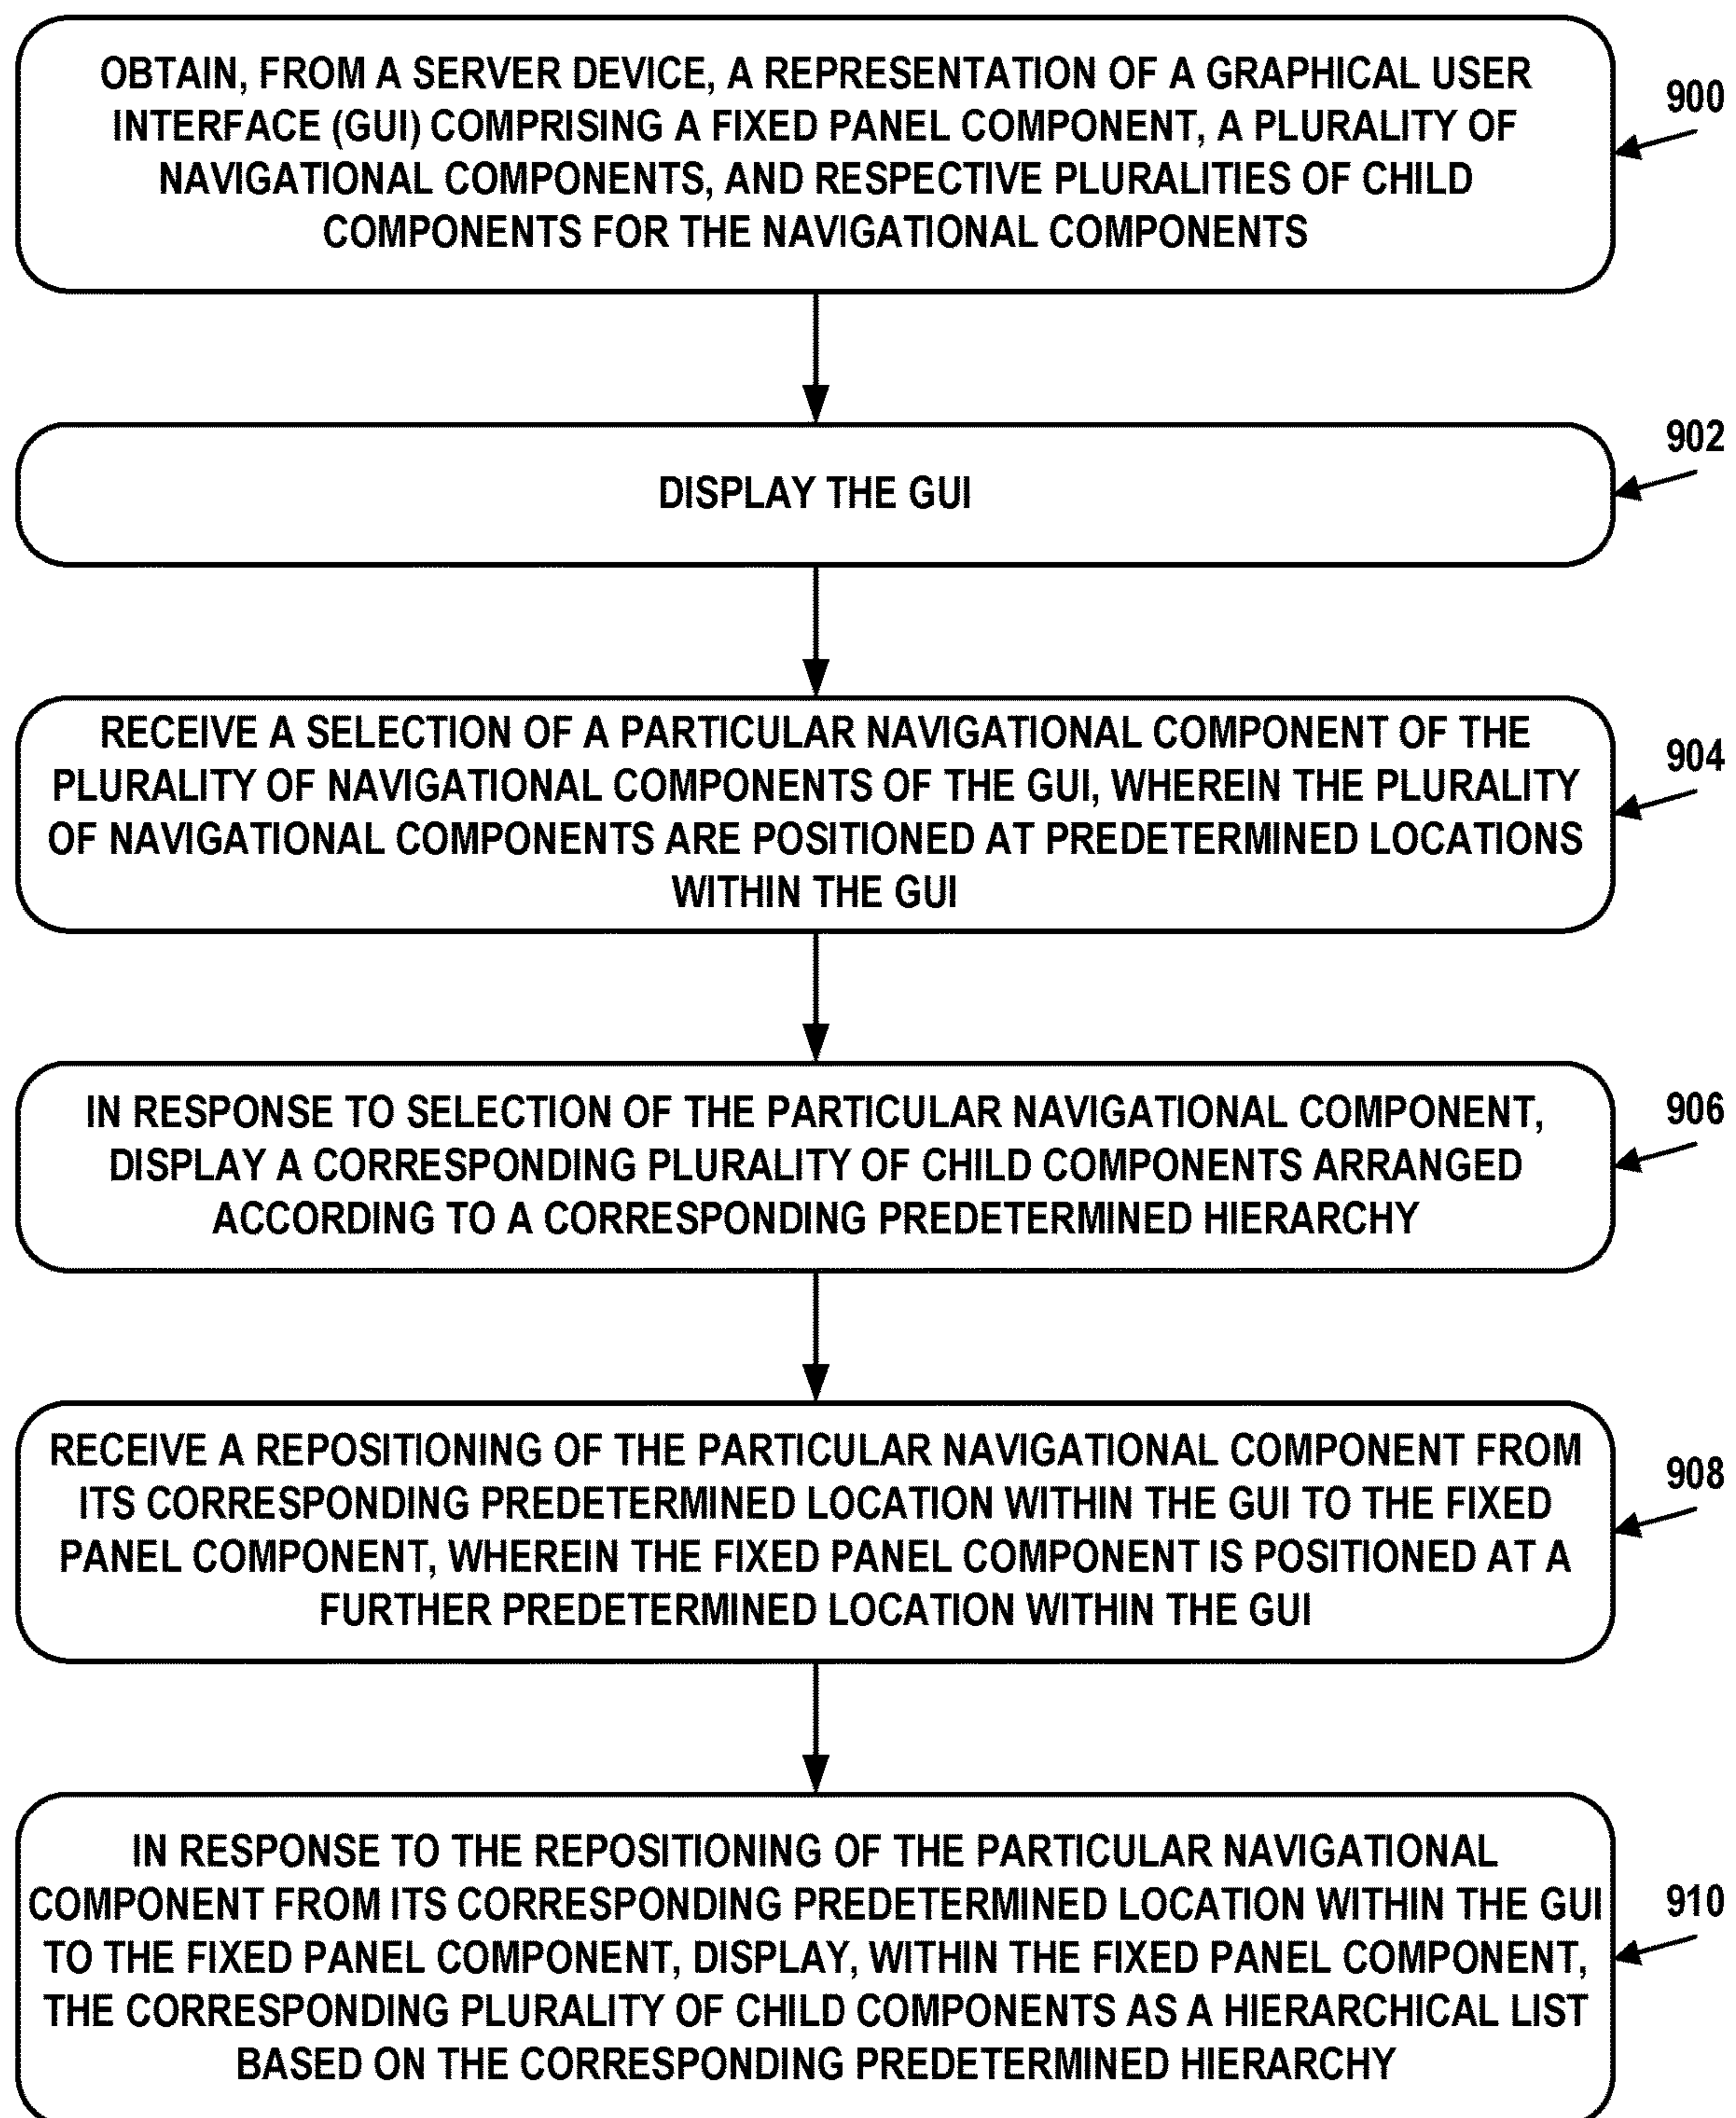 OBTAIN, FROM A SERVER DEVICE, A REPRESENTATION OF A GRAPHICAL USER
INTERFACE (GUI) COMPRISING A FIXED PANEL COMPONENT, A PLURALITY OF
NAVIGATIONAL COMPONENTS, AND RESPECTIVE PLURALITIES OF CHILD
COMPONENTS FOR THE NAVIGATIONAL COMPONENTS
900
DISPLAY THE GUI
902
RECEIVE A SELECTION OF A PARTICULAR NAVIGATIONAL COMPONENT OF THE
PLURALITY OF NAVIGATIONAL COMPONENTS OF THE GUI, WHEREIN THE PLURALITY
OF NAVIGATIONAL COMPONENTS ARE POSITIONED AT PREDETERMINED LOCATIONS
WITHIN THE GUI
904
IN RESPONSE TO SELECTION OF THE PARTICULAR NAVIGATIONAL COMPONENT,
DISPLAY A CORRESPONDING PLURALITY OF CHILD COMPONENTS ARRANGED
ACCORDING TO A CORRESPONDING PREDETERMINED HIERARCHY
906
RECEIVE A REPOSITIONING OF THE PARTICULAR NAVIGATIONAL COMPONENT FROM
ITS CORRESPONDING PREDETERMINED LOCATION WITHIN THE GUI TO THE FIXED
PANEL COMPONENT, WHEREIN THE FIXED PANEL COMPONENT IS POSITIONED AT A
FURTHER PREDETERMINED LOCATION WITHIN THE GUI
908
IN RESPONSE TO THE REPOSITIONING OF THE PARTICULAR NAVIGATIONAL
COMPONENT FROM ITS CORRESPONDING PREDETERMINED LOCATION WITHIN THE GUI
TO THE FIXED PANEL COMPONENT, DISPLAY, WITHIN THE FIXED PANEL COMPONENT,
THE CORRESPONDING PLURALITY OF CHILD COMPONENTS AS A HIERARCHICAL LIST
BASED ON THE CORRESPONDING PREDETERMINED HIERARCHY
910